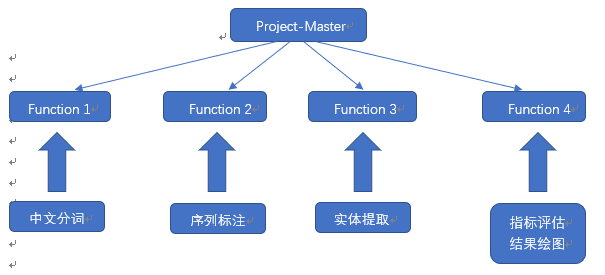 Project-Master
Function 1
Function 2
Function 3
Function 4
中文分词
序列标注
实体提取
指标评估
结果绘图